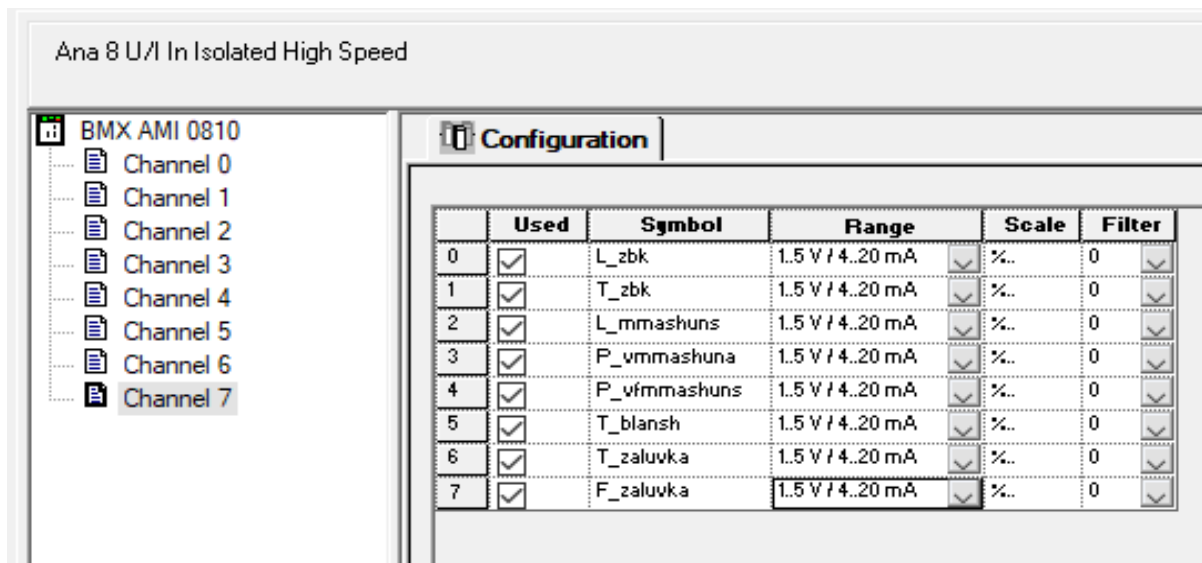 Ana 8 U/I In Isolated High Speed
BMX AMI 0810
Channel 0
Channel 1
Channel 2
Channel 3
Channel 4
Channel 5
Channel 6
Channel 7
Configuration
Used Symbol Range Scale Filter
0 L_zbk 1..5 V / 4..20 mA %.. 0
1 T_zbk 1..5 V / 4..20 mA %.. 0
2 L_mmashuns 1..5 V / 4..20 mA %.. 0
3 P_vmmashuna 1..5 V / 4..20 mA %.. 0
4 P_vfmmashuns 1..5 V / 4..20 mA %.. 0
5 T_blansh 1..5 V / 4..20 mA %.. 0
6 T_zaluvka 1..5 V / 4..20 mA %.. 0
7 F_zaluvka 1..5 V / 4..20 mA %.. 0